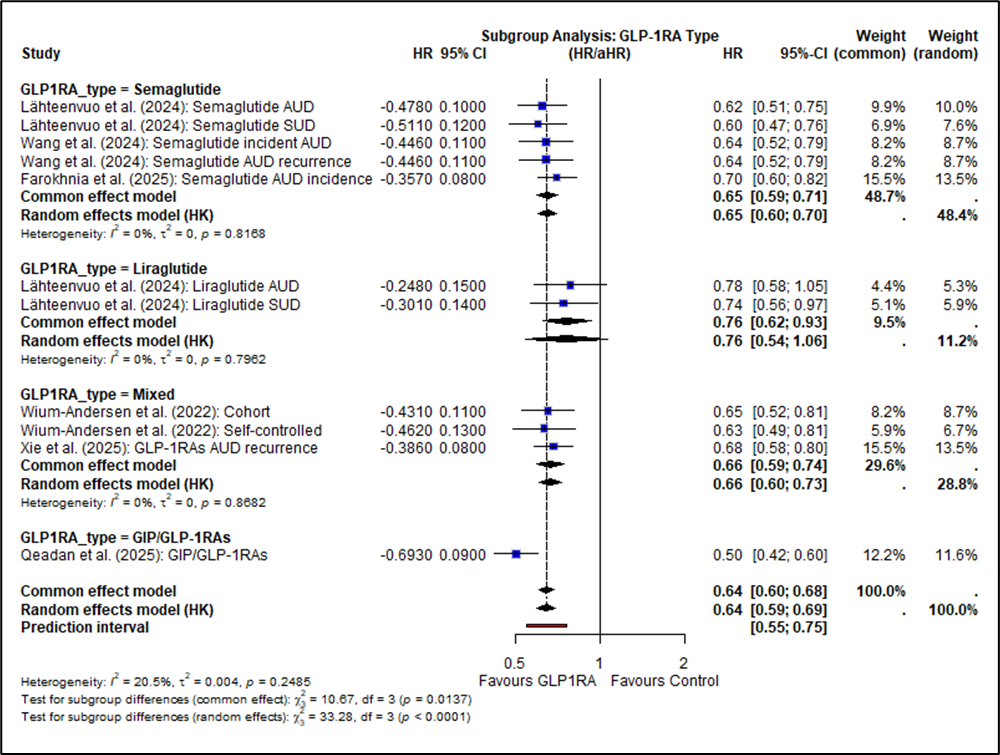 Subgroup Analysis: GLP-1RA Type Weight Weight
Study HR 95% CI (HR/aHR) HR 95%-CI (common) (random)
GLP1RA_type = Semaglutide
Lähteenvuo et al. (2024): Semaglutide AUD -0.4780 0.1000 0.62 [0.51; 0.75] 9.9% 10.0%
Lähteenvuo et al. (2024): Semaglutide SUD -0.5110 0.1200 0.60 [0.47; 0.76] 6.9% 7.6%
Wang et al. (2024): Semaglutide incident AUD -0.4460 0.1100 0.64 [0.52; 0.79] 8.2% 8.7%
Wang et al. (2024): Semaglutide AUD recurrence -0.4460 0.1100 0.64 [0.52; 0.79] 8.2% 8.7%
Farokhnia et al. (2025): Semaglutide AUD incidence -0.3570 0.0800 0.70 [0.60; 0.82] 15.5% 13.5%
Common effect model 0.65 [0.59; 0.71] 48.7% .
Random effects model (HK) 0.65 [0.60; 0.70] . 48.4%
Heterogeneity: I² = 0%, τ² = 0, p = 0.8168
GLP1RA_type = Liraglutide
Lähteenvuo et al. (2024): Liraglutide AUD -0.2480 0.1500 0.78 [0.58; 1.05] 4.4% 5.3%
Lähteenvuo et al. (2024): Liraglutide SUD -0.3010 0.1400 0.74 [0.56; 0.97] 5.1% 5.9%
Common effect model 0.76 [0.62; 0.93] 9.5% .
Random effects model (HK) 0.76 [0.54; 1.06] . 11.2%
Heterogeneity: I² = 0%, τ² = 0, p = 0.7962
GLP1RA_type = Mixed
Wium-Andersen et al. (2022): Cohort -0.4310 0.1100 0.65 [0.52; 0.81] 8.2% 8.7%
Wium-Andersen et al. (2022): Self-controlled -0.4620 0.1300 0.63 [0.49; 0.81] 5.9% 6.7%
Xie et al. (2025): GLP-1RAs AUD recurrence -0.3860 0.0800 0.68 [0.58; 0.80] 15.5% 13.5%
Common effect model 0.66 [0.59; 0.74] 29.6% .
Random effects model (HK) 0.66 [0.60; 0.73] . 28.8%
Heterogeneity: I² = 0%, τ² = 0, p = 0.8682
GLP1RA_type = GIP/GLP-1RAs
Qeadan et al. (2025): GIP/GLP-1RAs -0.6930 0.0900 0.50 [0.42; 0.60] 12.2% 11.6%
Common effect model 0.64 [0.60; 0.68] 100.0% .
Random effects model (HK) 0.64 [0.59; 0.69] . 100.0%
Prediction interval [0.55; 0.75]
0.5 1 2
Heterogeneity: I² = 20.5%, τ² = 0.004, p = 0.2485 Favours GLP1RA Favours Control
Test for subgroup differences (common effect): χ²₃ = 10.67, df = 3 (p = 0.0137)
Test for subgroup differences (random effects): χ²₃ = 33.28, df = 3 (p < 0.0001)